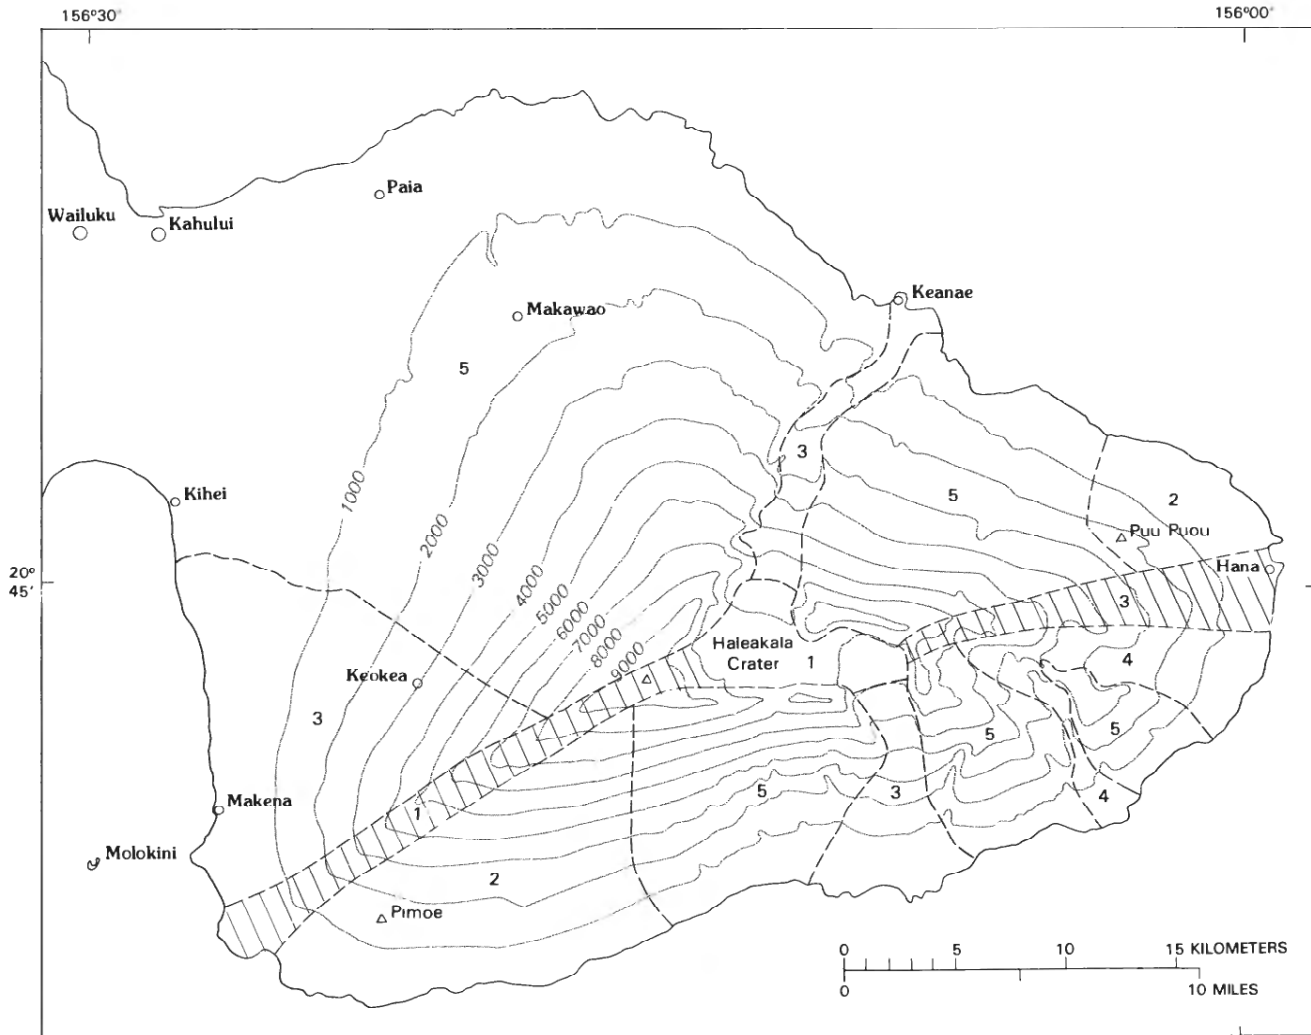 156°30'
156°00'
Paia
Wailuku
Kahului
Keanae
Makawao
5
3
Kihei
1000
2000
3000
4000
5000
6000
7000
8000
9000
5
2
Puu Puou
Hana
20°
45'
3
Haleakala
Crater
1
4
Keokea
3
5
5
5
3
4
Makena
1
Molokini
2
Pimoe
0 5 10 15 KILOMETERS
0 10 MILES